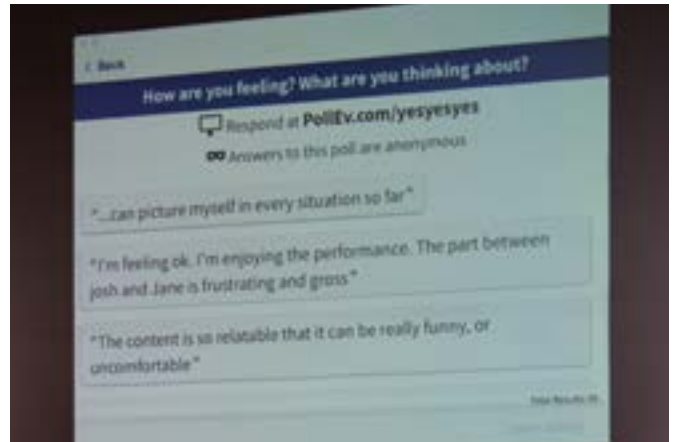 Back
How are you feeling? What are you thinking about?
Respond at PollEv.com/yesyesyes
Answers to this poll are anonymous
"...can picture myself in every situation so far"
"I'm feeling ok. I'm enjoying the performance. The part between
josh and Jane is frustrating and gross"
"The content is so relatable that it can be really funny, or
uncomfortable"
Total Results